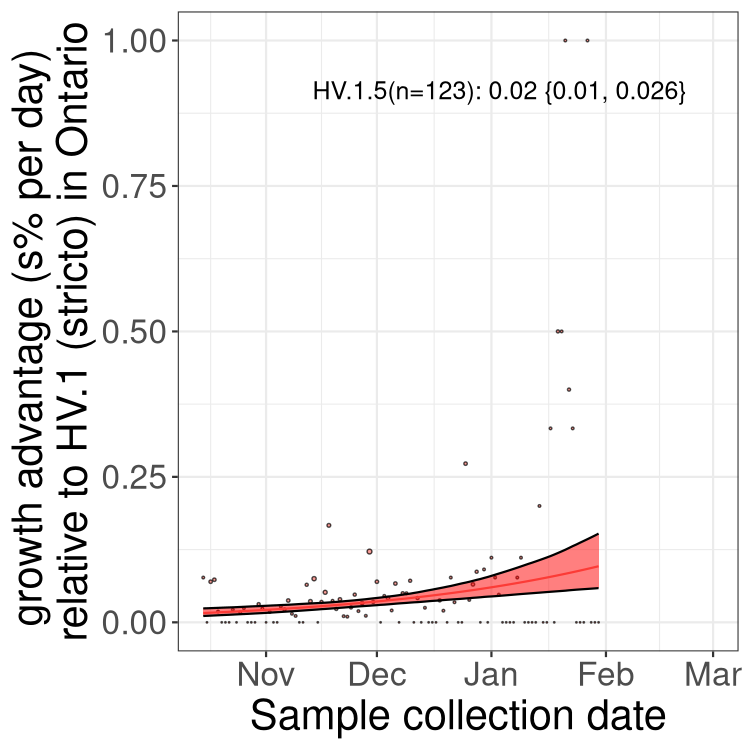 growth advantage (s% per day)
relative to HV.1 (stricto) in Ontario
1.00
0.75
0.50
0.25
0.00
HV.1.5(n=123): 0.02 {0.01, 0.026}
Nov Dec Jan Feb Mar
Sample collection date